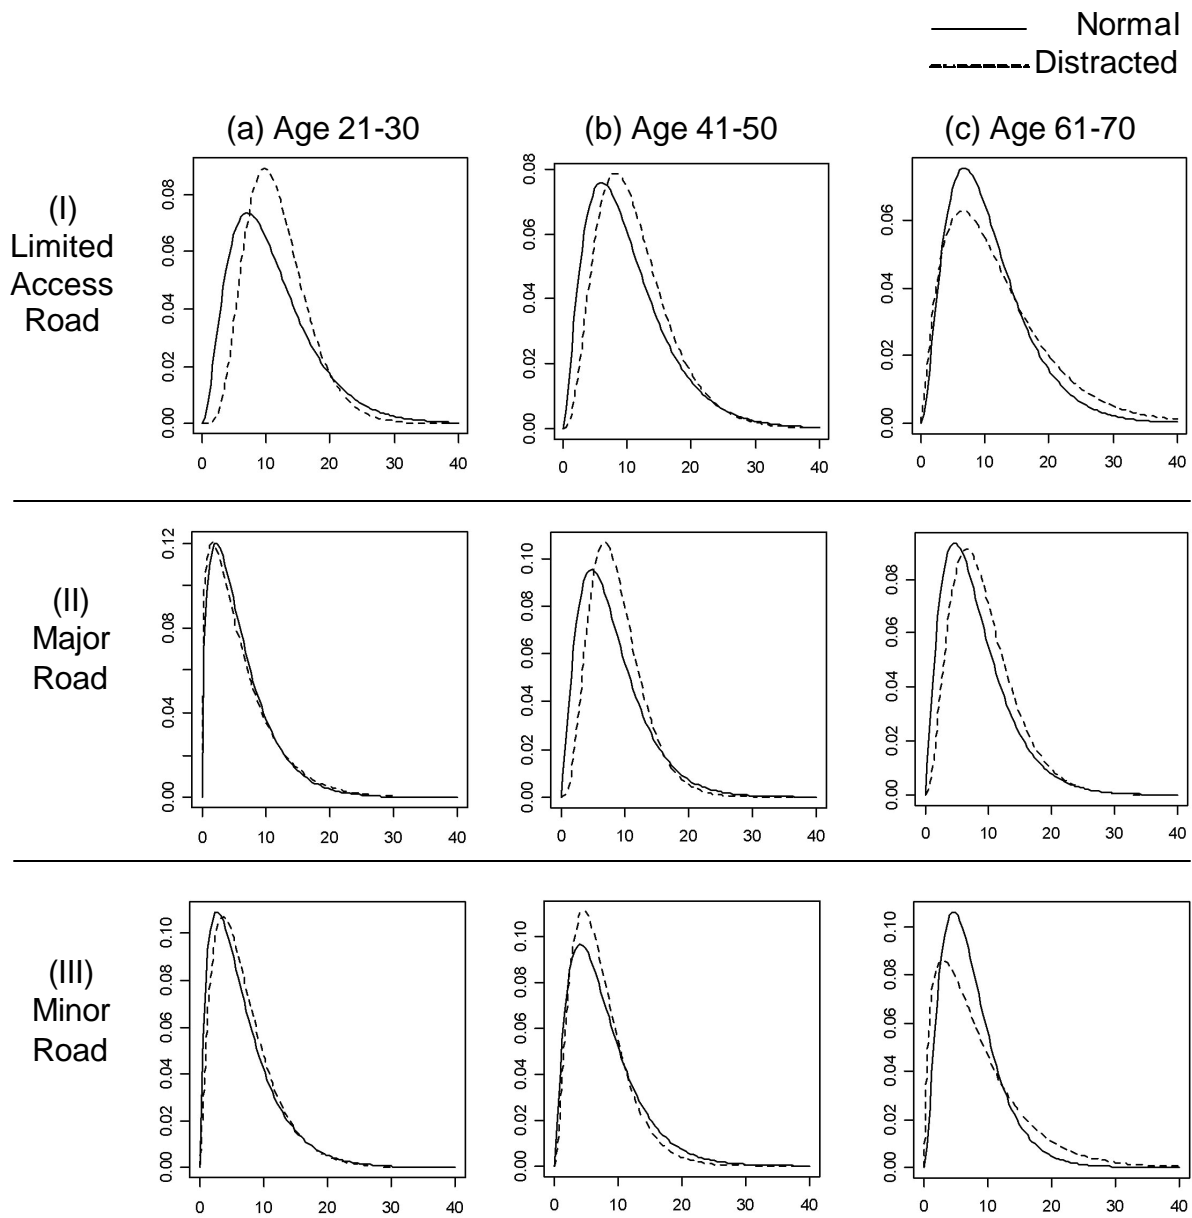 Normal
Distracted
(a) Age 21-30
(b) Age 41-50
(c) Age 61-70
(I)
Limited
Access
Road
0.00 0.02 0.04 0.06 0.08
0 10 20 30 40
0.00 0.02 0.04 0.06 0.08
0 10 20 30 40
0.00 0.02 0.04 0.06
0 10 20 30 40
(II)
Major
Road
0.00 0.04 0.08 0.12
0 10 20 30 40
0.00 0.02 0.04 0.06 0.08 0.10
0 10 20 30 40
0.00 0.02 0.04 0.06 0.08
0 10 20 30 40
(III)
Minor
Road
0.00 0.02 0.04 0.06 0.08 0.10
0 10 20 30 40
0.00 0.02 0.04 0.06 0.08 0.10
0 10 20 30 40
0.00 0.02 0.04 0.06 0.08 0.10
0 10 20 30 40